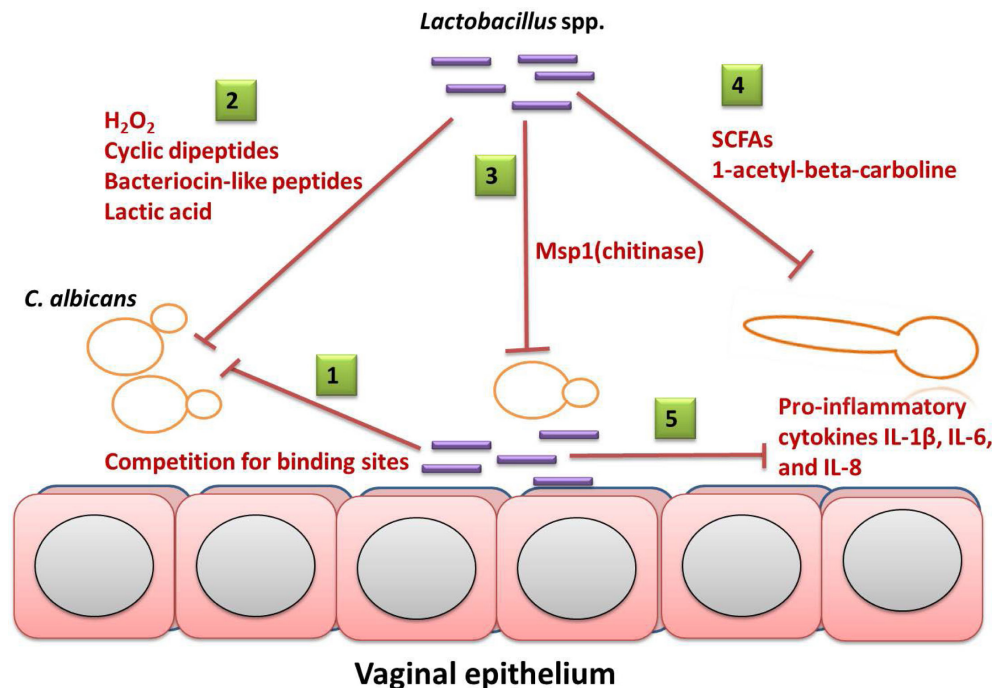 Lactobacillus spp.
2
4
H₂O₂
Cyclic dipeptides
Bacteriocin-like peptides
Lactic acid
SCFAs
1-acetyl-beta-carboline
3
Msp1(chitinase)
C. albicans
1
5
Pro-inflammatory
cytokines IL-1β, IL-6,
and IL-8
Competition for binding sites
Vaginal epithelium